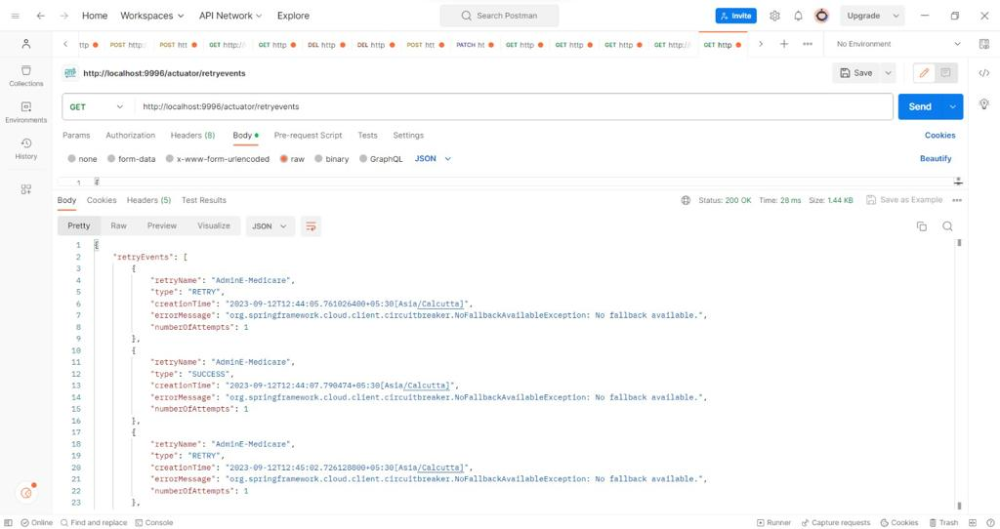 Home Workspaces API Network Explore Search Postman Invite Upgrade
ttp POST http: POST htt GET http:/ GET http DEL http DEL http POST htt PATCH ht GET http GET http GET http GET http:/ GET http No Environment
http://localhost:9996/actuator/retryevents Save
GET http://localhost:9996/actuator/retryevents Send
Params Authorization Headers (8) Body Pre-request Script Tests Settings Cookies
none form-data x-www-form-urlencoded raw binary GraphQL JSON Beautify
1 {
Body Cookies Headers (5) Test Results Status: 200 OK Time: 28 ms Size: 1.44 KB Save as Example
Pretty Raw Preview Visualize JSON
1 {
2 "retryEvents": [
3 {
4 "retryName": "AdminE-Medicare",
5 "type": "RETRY",
6 "creationTime": "2023-09-12T12:44:05.761026400+05:30[Asia/Calcutta]",
7 "errorMessage": "org.springframework.cloud.client.circuitbreaker.NoFallbackAvailableException: No fallback available.",
8 "numberOfAttempts": 1
9 },
10 {
11 "retryName": "AdminE-Medicare",
12 "type": "SUCCESS",
13 "creationTime": "2023-09-12T12:44:07.790474+05:30[Asia/Calcutta]",
14 "errorMessage": "org.springframework.cloud.client.circuitbreaker.NoFallbackAvailableException: No fallback available.",
15 "numberOfAttempts": 1
16 },
17 {
18 "retryName": "AdminE-Medicare",
19 "type": "RETRY",
20 "creationTime": "2023-09-12T12:45:02.726128800+05:30[Asia/Calcutta]",
21 "errorMessage": "org.springframework.cloud.client.circuitbreaker.NoFallbackAvailableException: No fallback available.",
22 "numberOfAttempts": 1
23 },
Collections
Environments
History
Online Find and replace Console Runner Capture requests Cookies Trash